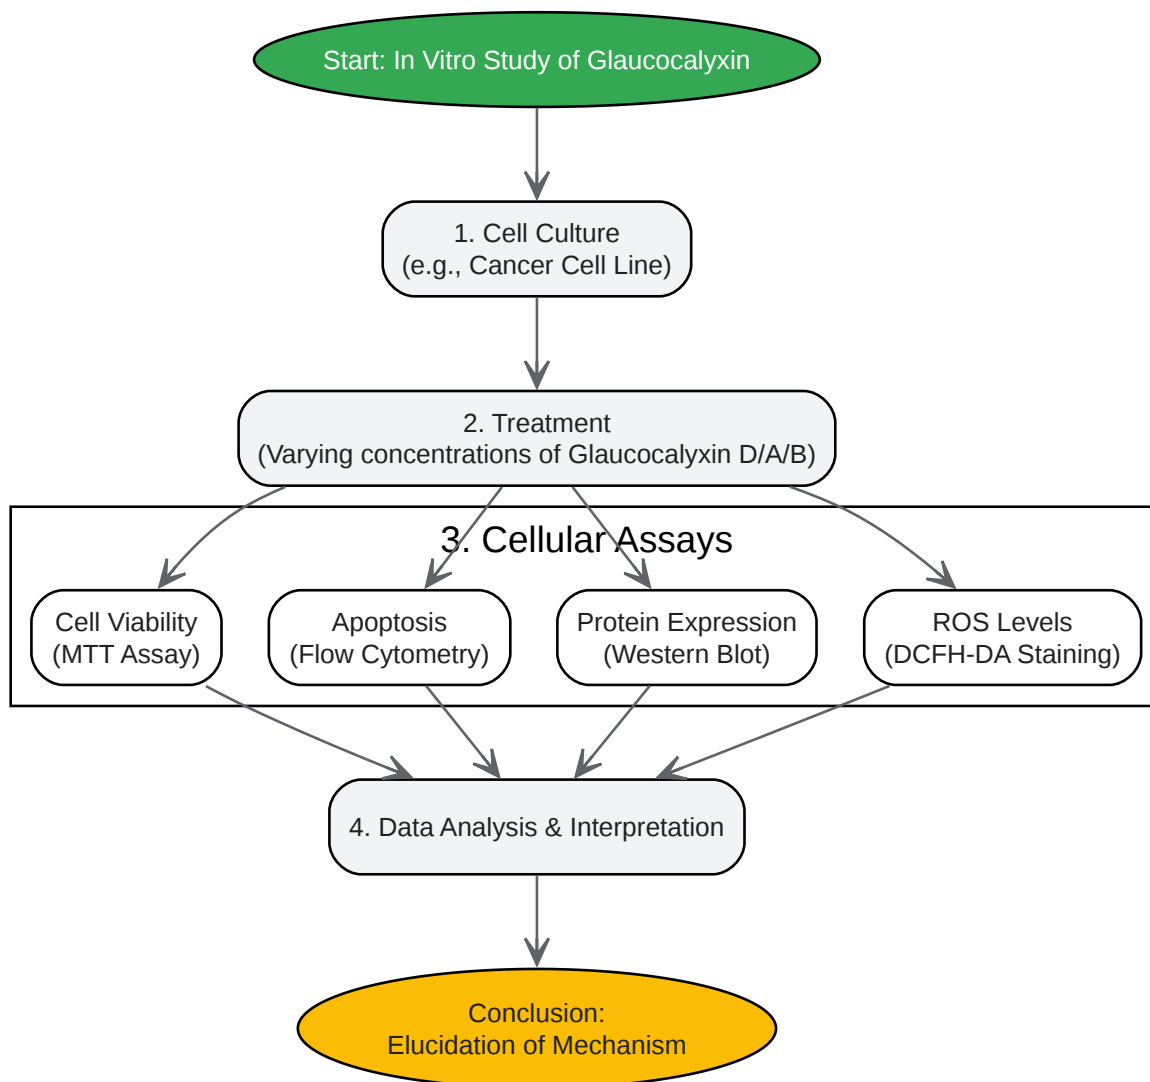 Start: In Vitro Study of Glaucocalyxin
1. Cell Culture
(e.g., Cancer Cell Line)
2. Treatment
(Varying concentrations of Glaucocalyxin D/A/B)
3. Cellular Assays
Cell Viability
(MTT Assay)
Apoptosis
(Flow Cytometry)
Protein Expression
(Western Blot)
ROS Levels
(DCFH-DA Staining)
4. Data Analysis & Interpretation
Conclusion:
Elucidation of Mechanism